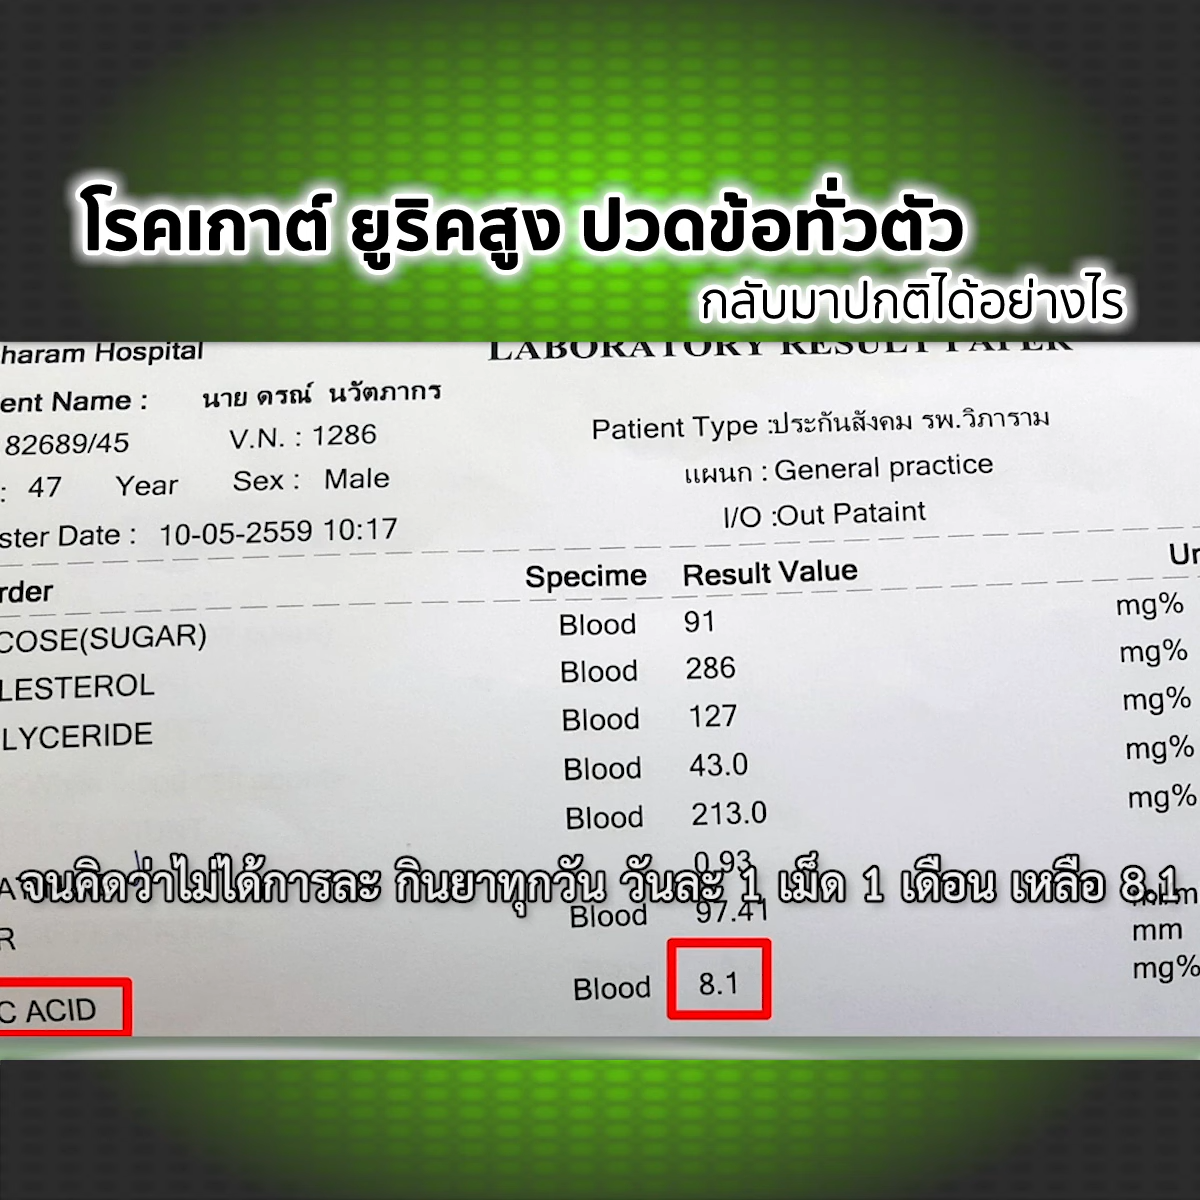 โรคเกาต์ ยูริคสูง ปวดข้อทั่วตัว
กลับมาปกติได้อย่างไร
haram Hospital
LABORATORY RESULT PAPER
ent Name : นาย ดรณ์ นวัตภากร
82689/45 V.N. : 1286
Patient Type :ประกันสังคม รพ.วิภาราม
: 47 Year Sex : Male
แผนก : General practice
ster Date : 10-05-2559 10:17
I/O :Out Pataint
rder Specime Result Value Un
COSE(SUGAR) Blood 91 mg%
LESTEROL Blood 286 mg%
LYCERIDE Blood 127 mg%
Blood 43.0 mg%
Blood 213.0 mg%
0.93
จนคิดว่าไม่ได้การละ กินยาทุกวัน วันละ 1 เม็ด 1 เดือน เหลือ 8.1
R Blood 97.41 mm
C ACID Blood 8.1 mg%